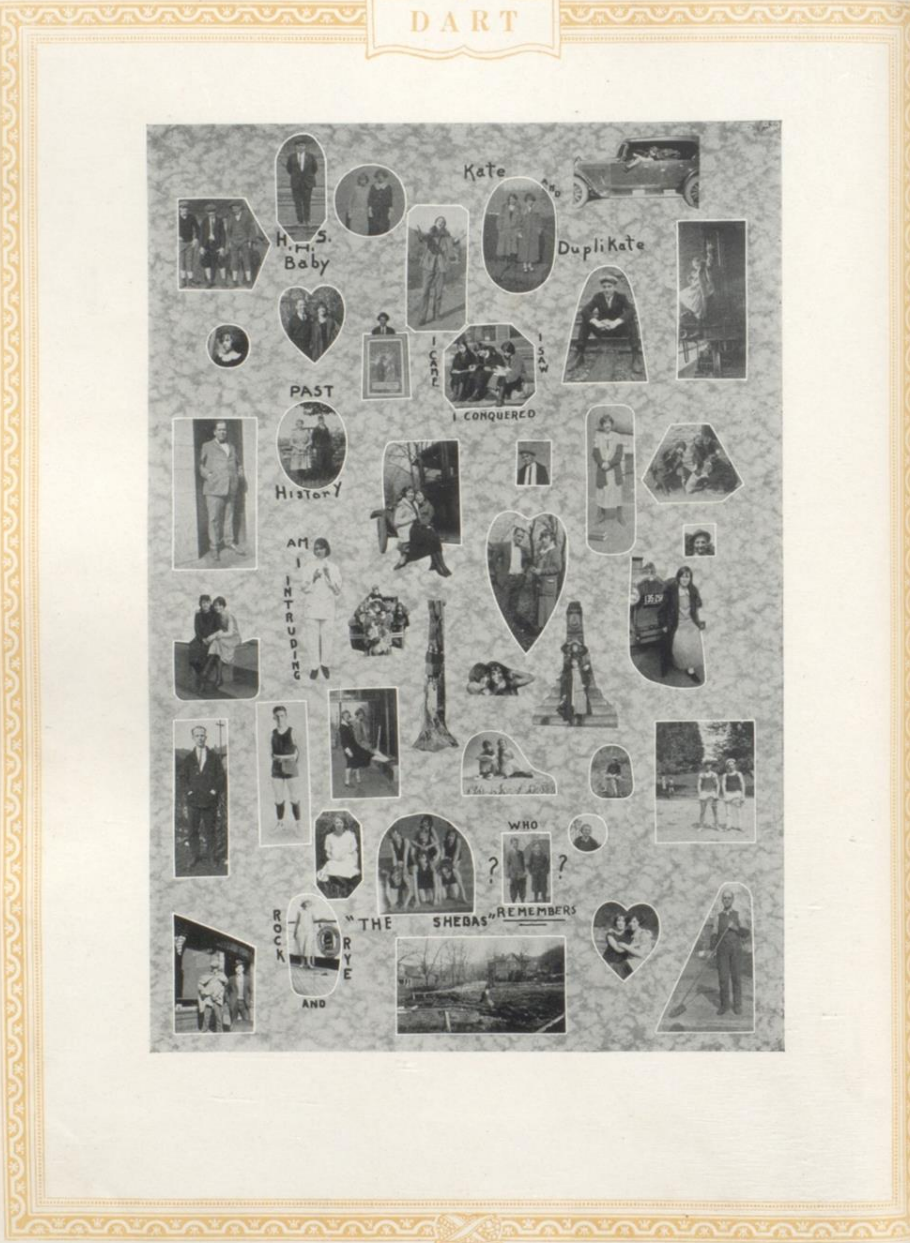 DART
Kate
AND
DupliKate
H.H.S.
Baby
I CAME
I SAW
I CONQUERED
PAST
HisTorY
AM
I
INTRUDING
WHO
? ?
REMEMBERS
"THE SHEBAS"
ROCK
AND
RYE